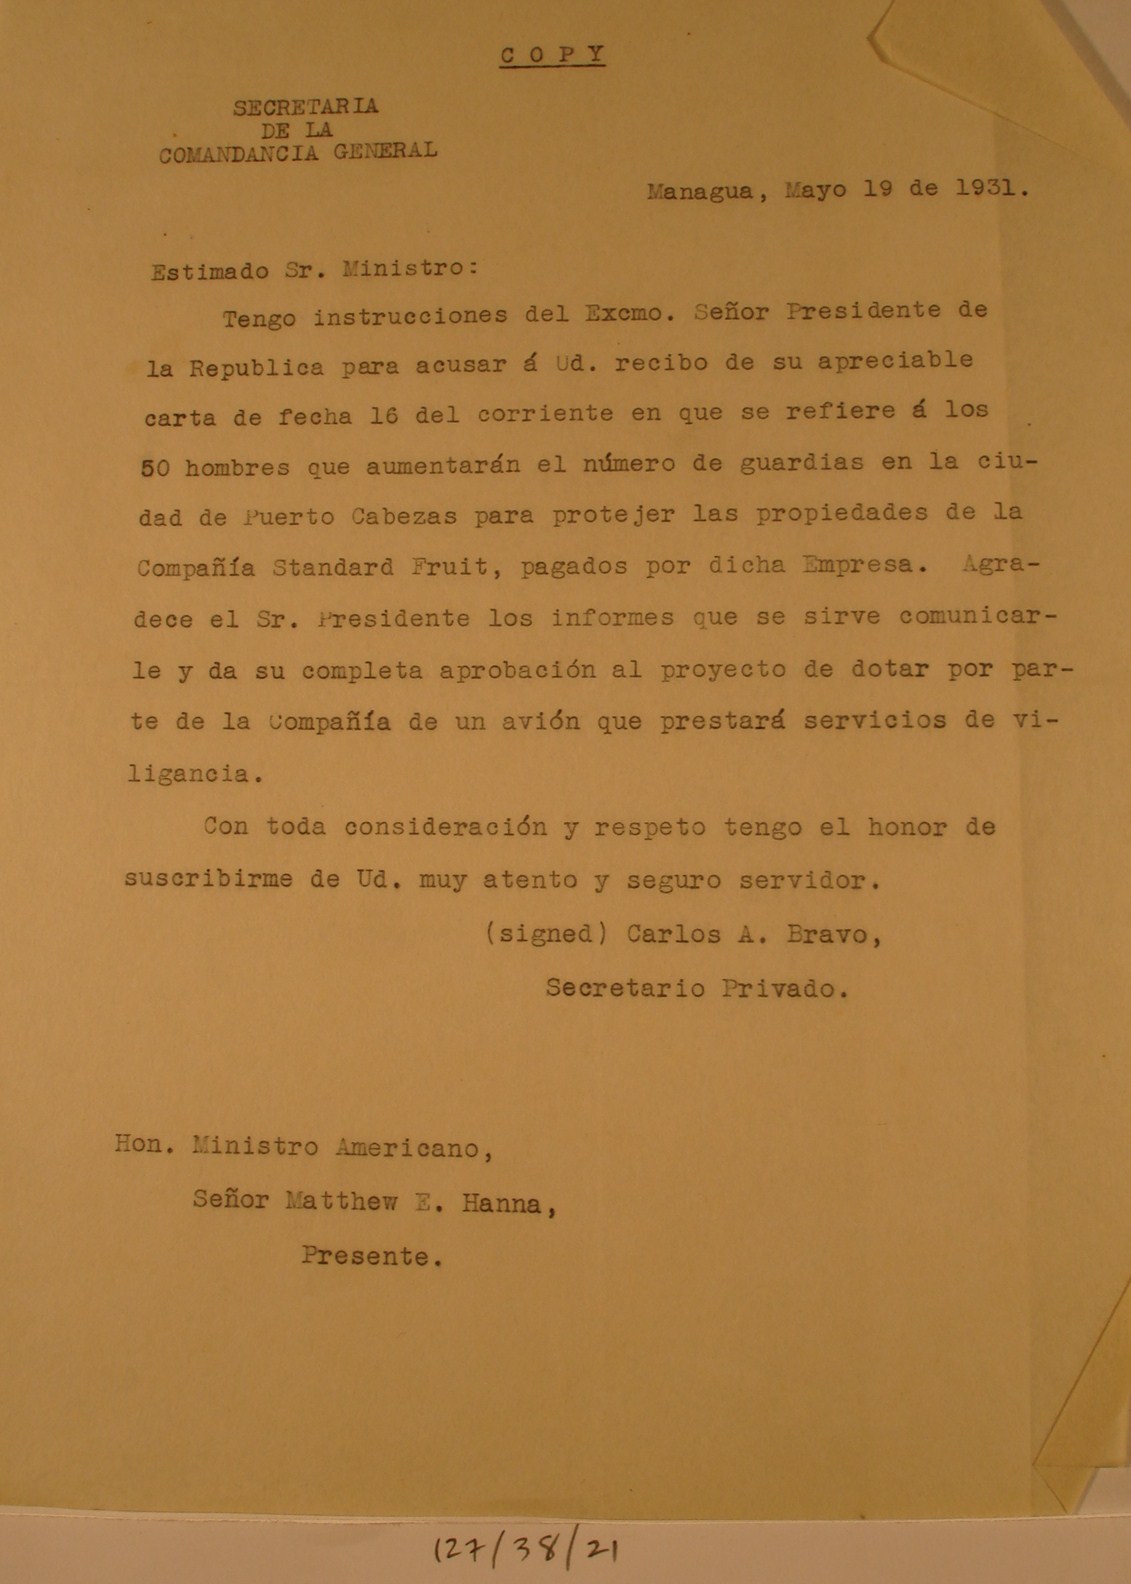 C O P Y
SECRETARIA
DE LA
COMANDANCIA GENERAL
Managua, Mayo 19 de 1931.
Estimado Sr. Ministro:
Tengo instrucciones del Excmo. Señor Presidente de
la Republica para acusar á Ud. recibo de su apreciable
carta de fecha 16 del corriente en que se refiere á los
50 hombres que aumentarán el número de guardias en la ciu-
dad de Puerto Cabezas para protejer las propiedades de la
Compañía Standard Fruit, pagados por dicha Empresa. Agra-
dece el Sr. Presidente los informes que se sirve comunicar-
le y da su completa aprobación al proyecto de dotar por par-
te de la Compañía de un avión que prestará servicios de vi-
ligancia.
Con toda consideración y respeto tengo el honor de
suscribirme de Ud. muy atento y seguro servidor.
(signed) Carlos A. Bravo,
Secretario Privado.
Hon. Ministro Americano,
Señor Matthew E. Hanna,
Presente.
127/38/21